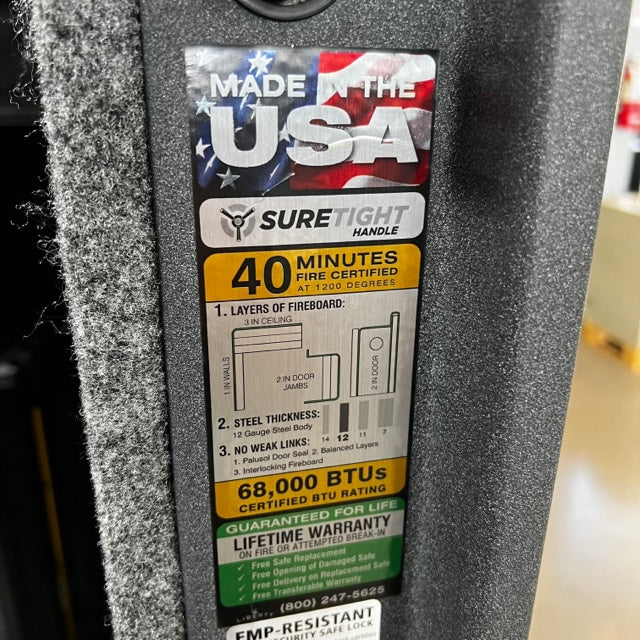 MADE IN THE
USA
SURETIGHT
HANDLE
40 MINUTES
FIRE CERTIFIED
AT 1200 DEGREES
1. LAYERS OF FIREBOARD:
3 IN CEILING
1 IN WALLS
2 IN DOOR
JAMBS
2 IN DOOR
2. STEEL THICKNESS:
12 Gauge Steel Body
14 12 11 7
3. NO WEAK LINKS:
1. Palusol Door Seal 2. Balanced Layers
3. Interlocking Fireboard
68,000 BTUs
CERTIFIED BTU RATING
GUARANTEED FOR LIFE
LIFETIME WARRANTY
ON FIRE OR ATTEMPTED BREAK-IN
✓ Free Safe Replacement
✓ Free Opening of Damaged Safe
✓ Free Delivery on Replacement Safe
✓ Free Transferable Warranty
LIBERTY (800) 247-5625
EMP-RESISTANT
SECURITY SAFE LOCK